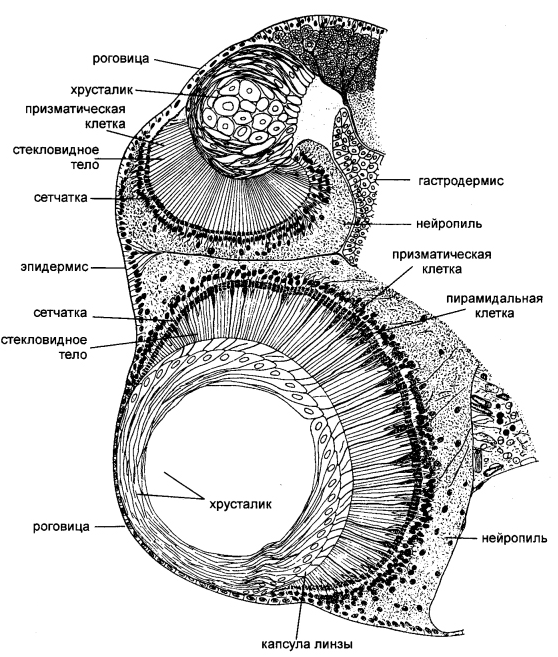 роговица
хрусталик
призматическая
клетка
стекловидное
тело
сетчатка
гастродермис
нейропиль
эпидермис
призматическая
клетка
пирамидальная
клетка
сетчатка
стекловидное
тело
хрусталик
роговица
нейропиль
капсула линзы